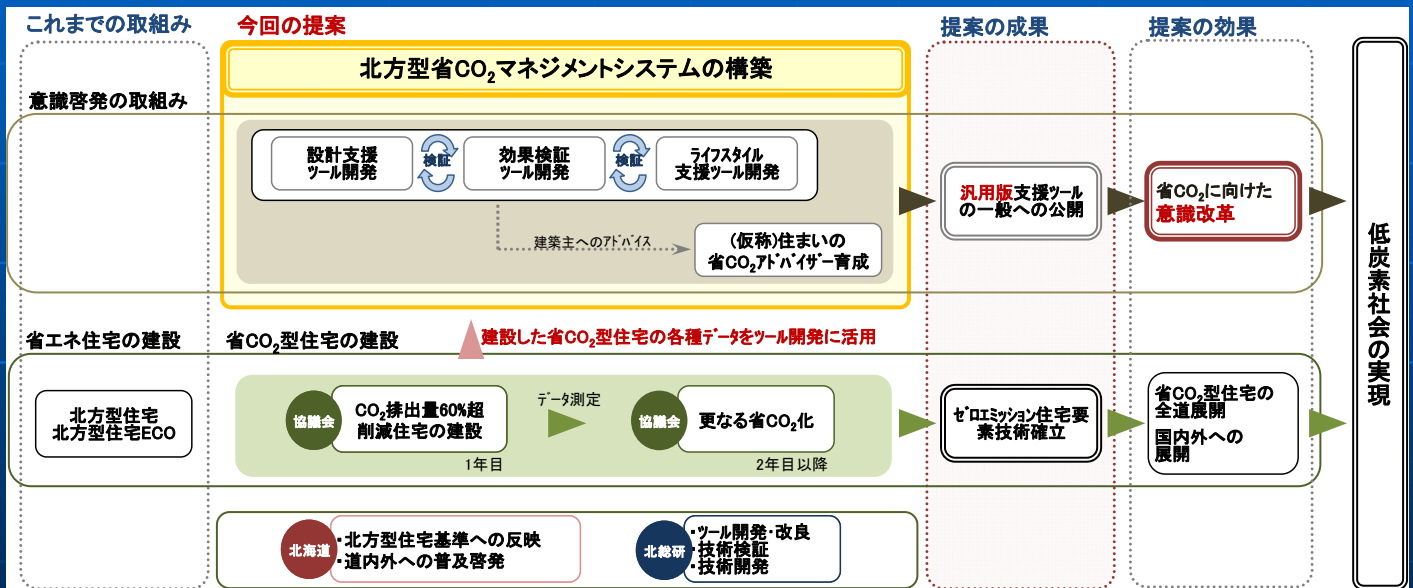 これまでの取組み
今回の提案
提案の成果
提案の効果
北方型省CO₂マネジメントシステムの構築
意識啓発の取組み
設計支援
ツール開発
検証
効果検証
ツール開発
検証
ﾗｲﾌｽﾀｲﾙ
支援ツール開発
建築主へのｱﾄﾞﾊﾞｲｽ
(仮称)住まいの
省CO₂ｱﾄﾞﾊﾞｲｻﾞｰ育成
汎用版支援ﾂｰﾙ
の一般への公開
省CO₂に向けた
意識改革
低炭素社会の実現
建設した省CO₂型住宅の各種ﾃﾞｰﾀをﾂｰﾙ開発に活用
省エネ住宅の建設
省CO₂型住宅の建設
北方型住宅
北方型住宅ECO
協議会
CO₂排出量60%超
削減住宅の建設
1年目
ﾃﾞｰﾀ測定
協議会
更なる省CO₂化
2年目以降
ｾﾞﾛｴﾐｯｼｮﾝ住宅要
素技術確立
省CO₂型住宅の
全道展開
国内外への
展開
北海道
・北方型住宅基準への反映
・道内外への普及啓発
北総研
・ツール開発・改良
・技術検証
・技術開発